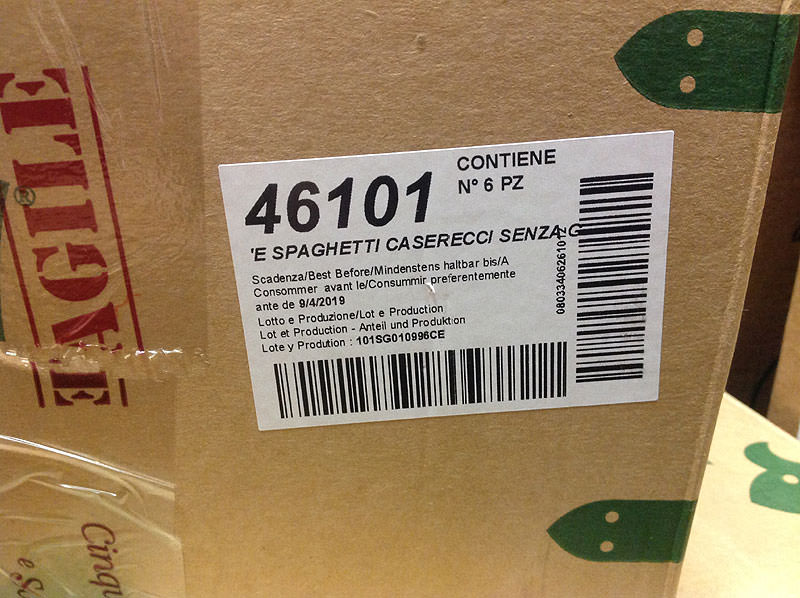 FRAGILE
®
46101
CONTIENE
N° 6 PZ
'E SPAGHETTI CASERECCI SENZA G
Scadenza/Best Before/Mindenstens haltbar bis/A
Consommer avant le/Consummir preferentemente
ante de 9/4/2019
Lotto e Produzione/Lot e Production
Lot et Production - Anteil und Produktion
Lote y Prodution : 101SG010996CE